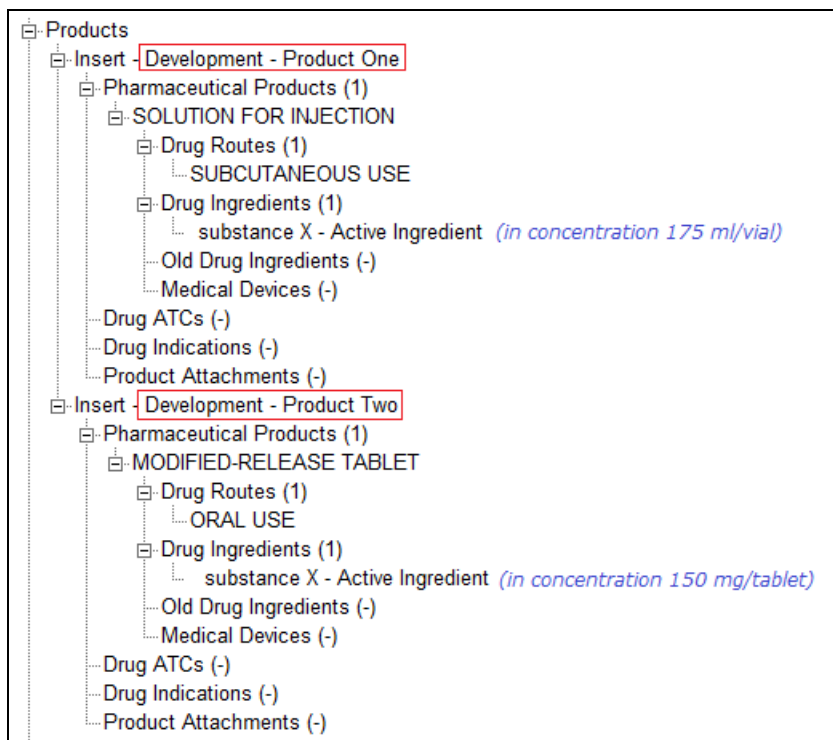 Products
Insert - Development - Product One
Pharmaceutical Products (1)
SOLUTION FOR INJECTION
Drug Routes (1)
SUBCUTANEOUS USE
Drug Ingredients (1)
substance X - Active Ingredient (in concentration 175 ml/vial)
Old Drug Ingredients (-)
Medical Devices (-)
Drug ATCs (-)
Drug Indications (-)
Product Attachments (-)
Insert - Development - Product Two
Pharmaceutical Products (1)
MODIFIED-RELEASE TABLET
Drug Routes (1)
ORAL USE
Drug Ingredients (1)
substance X - Active Ingredient (in concentration 150 mg/tablet)
Old Drug Ingredients (-)
Medical Devices (-)
Drug ATCs (-)
Drug Indications (-)
Product Attachments (-)